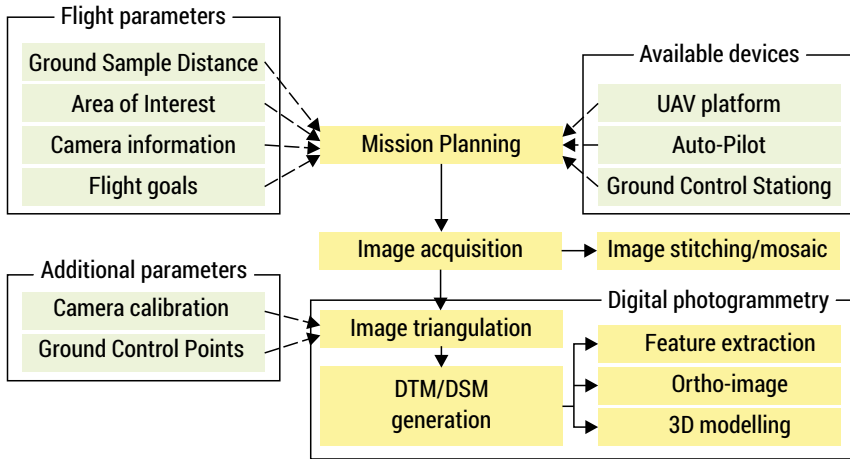 Flight parameters
Ground Sample Distance
Area of Interest
Camera information
Flight goals
Available devices
UAV platform
Auto-Pilot
Ground Control Stationg
Mission Planning
Image acquisition
Image stitching/mosaic
Additional parameters
Camera calibration
Ground Control Points
Digital photogrammetry
Image triangulation
DTM/DSM
generation
Feature extraction
Ortho-image
3D modelling